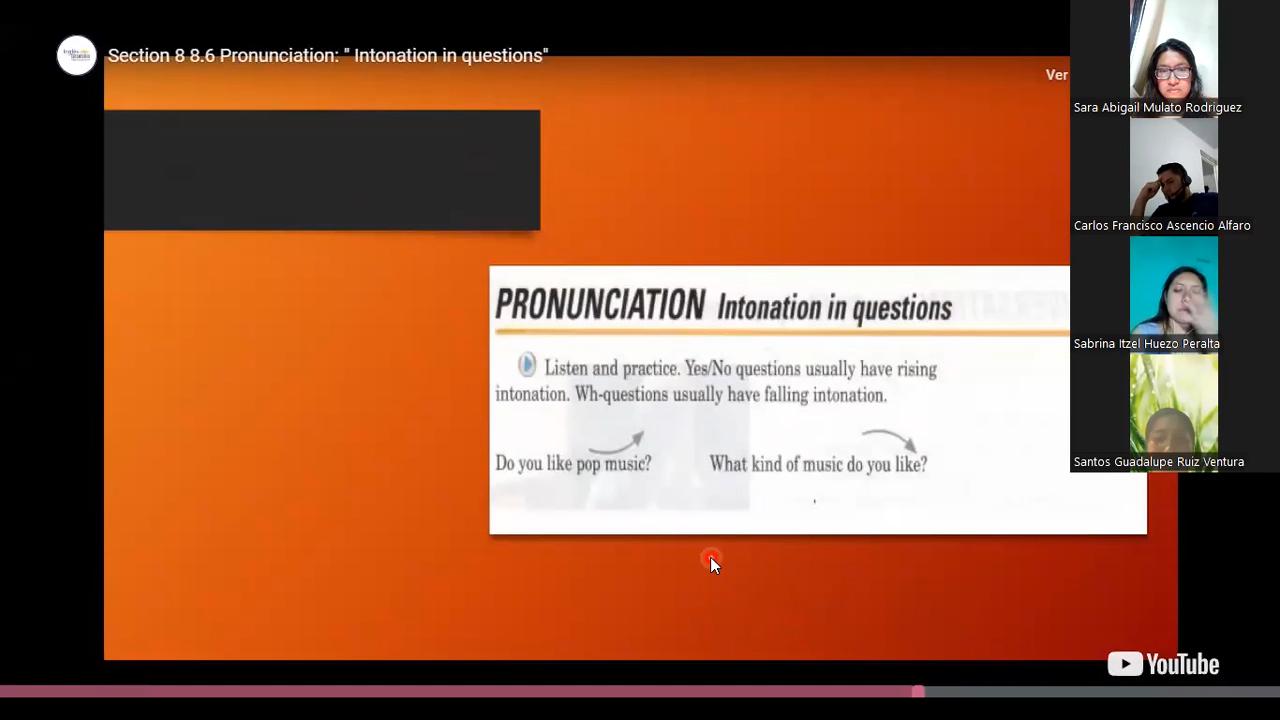 Section 8 8.6 Pronunciation: " Intonation in questions"
Ver
Sara Abigail Mulato Rodriguez
Carlos Francisco Ascencio Alfaro
Sabrina Itzel Huezo Peralta
Santos Guadalupe Ruiz Ventura
PRONUNCIATION Intonation in questions
Listen and practice. Yes/No questions usually have rising
intonation. Wh-questions usually have falling intonation.
Do you like pop music? What kind of music do you like?
YouTube